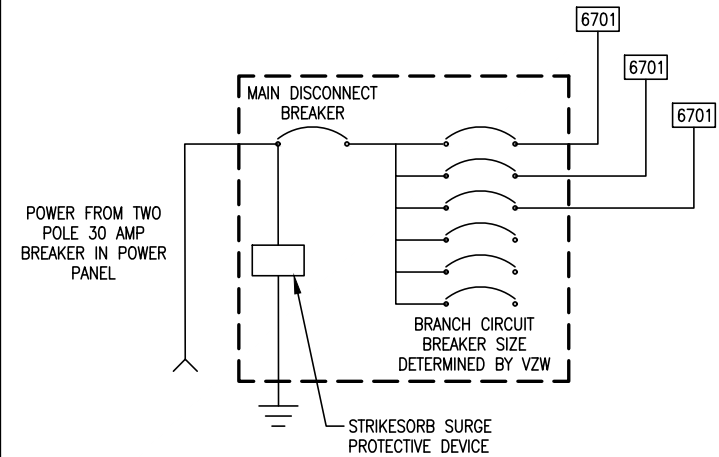 6701
6701
6701
MAIN DISCONNECT
BREAKER
POWER FROM TWO
POLE 30 AMP
BREAKER IN POWER
PANEL
BRANCH CIRCUIT
BREAKER SIZE
DETERMINED BY VZW
STRIKESORB SURGE
PROTECTIVE DEVICE